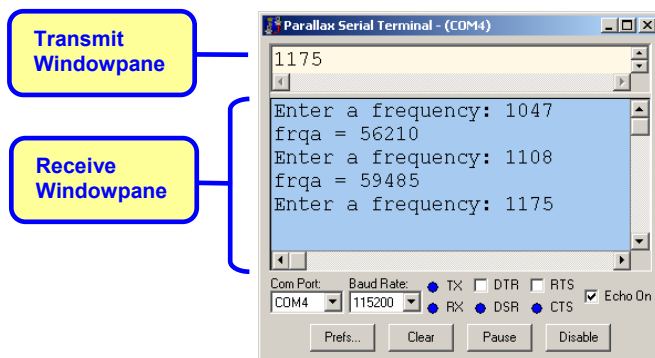 Transmit
Windowpane
Receive
Windowpane
Parallax Serial Terminal - (COM4)
1175
Enter a frequency: 1047
frqa = 56210
Enter a frequency: 1108
frqa = 59485
Enter a frequency: 1175
Com Port: Baud Rate: TX DTR RTS
COM4 115200 RX DSR CTS Echo On
Prefs... Clear Pause Disable